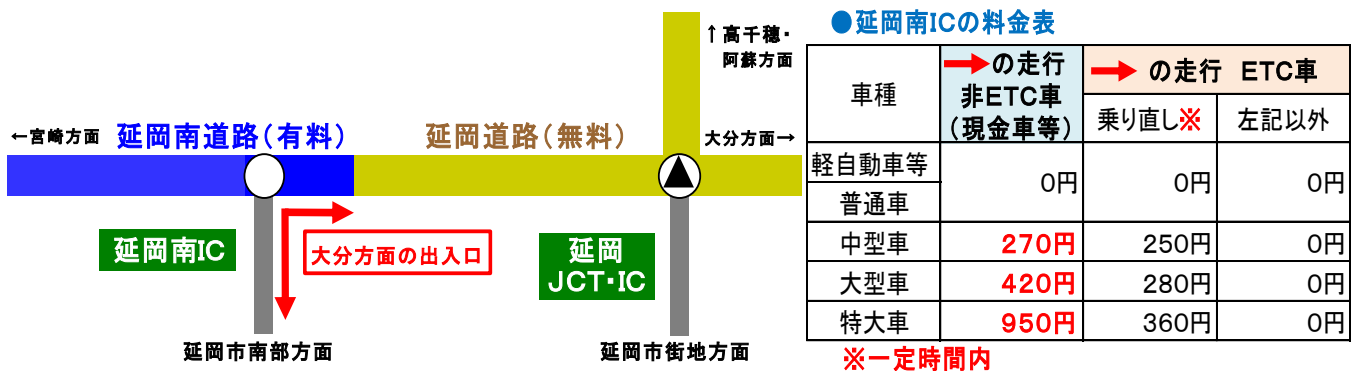 ↑高千穂・
阿蘇方面
←宮崎方面
延岡南道路(有料)
延岡道路(無料)
大分方面→
延岡南IC
大分方面の出入口
延岡
JCT・IC
延岡市南部方面
延岡市街地方面
●延岡南ICの料金表
車種
→の走行
非ETC車
(現金車等)
→の走行 ETC車
乗り直し※
左記以外
軽自動車等
普通車
0円 0円 0円
中型車 270円 250円 0円
大型車 420円 280円 0円
特大車 950円 360円 0円
※一定時間内